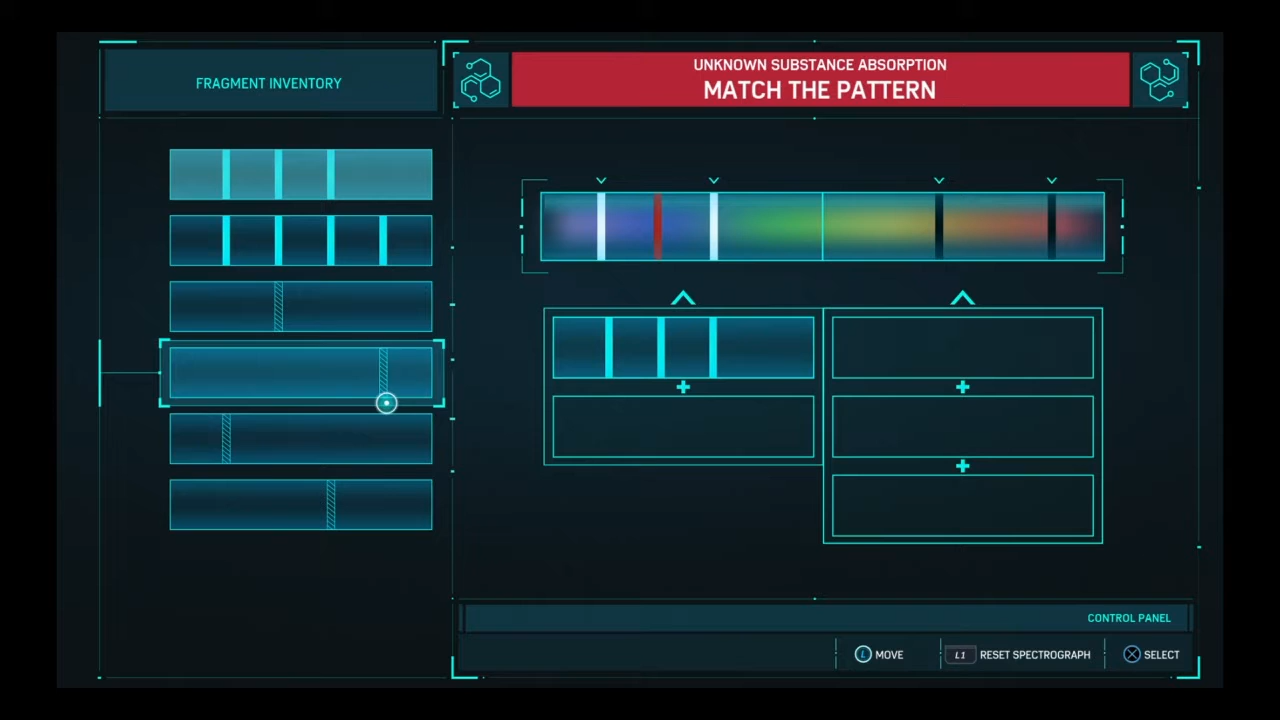 FRAGMENT INVENTORY
UNKNOWN SUBSTANCE ABSORPTION
MATCH THE PATTERN
CONTROL PANEL
L MOVE
L1 RESET SPECTROGRAPH
SELECT